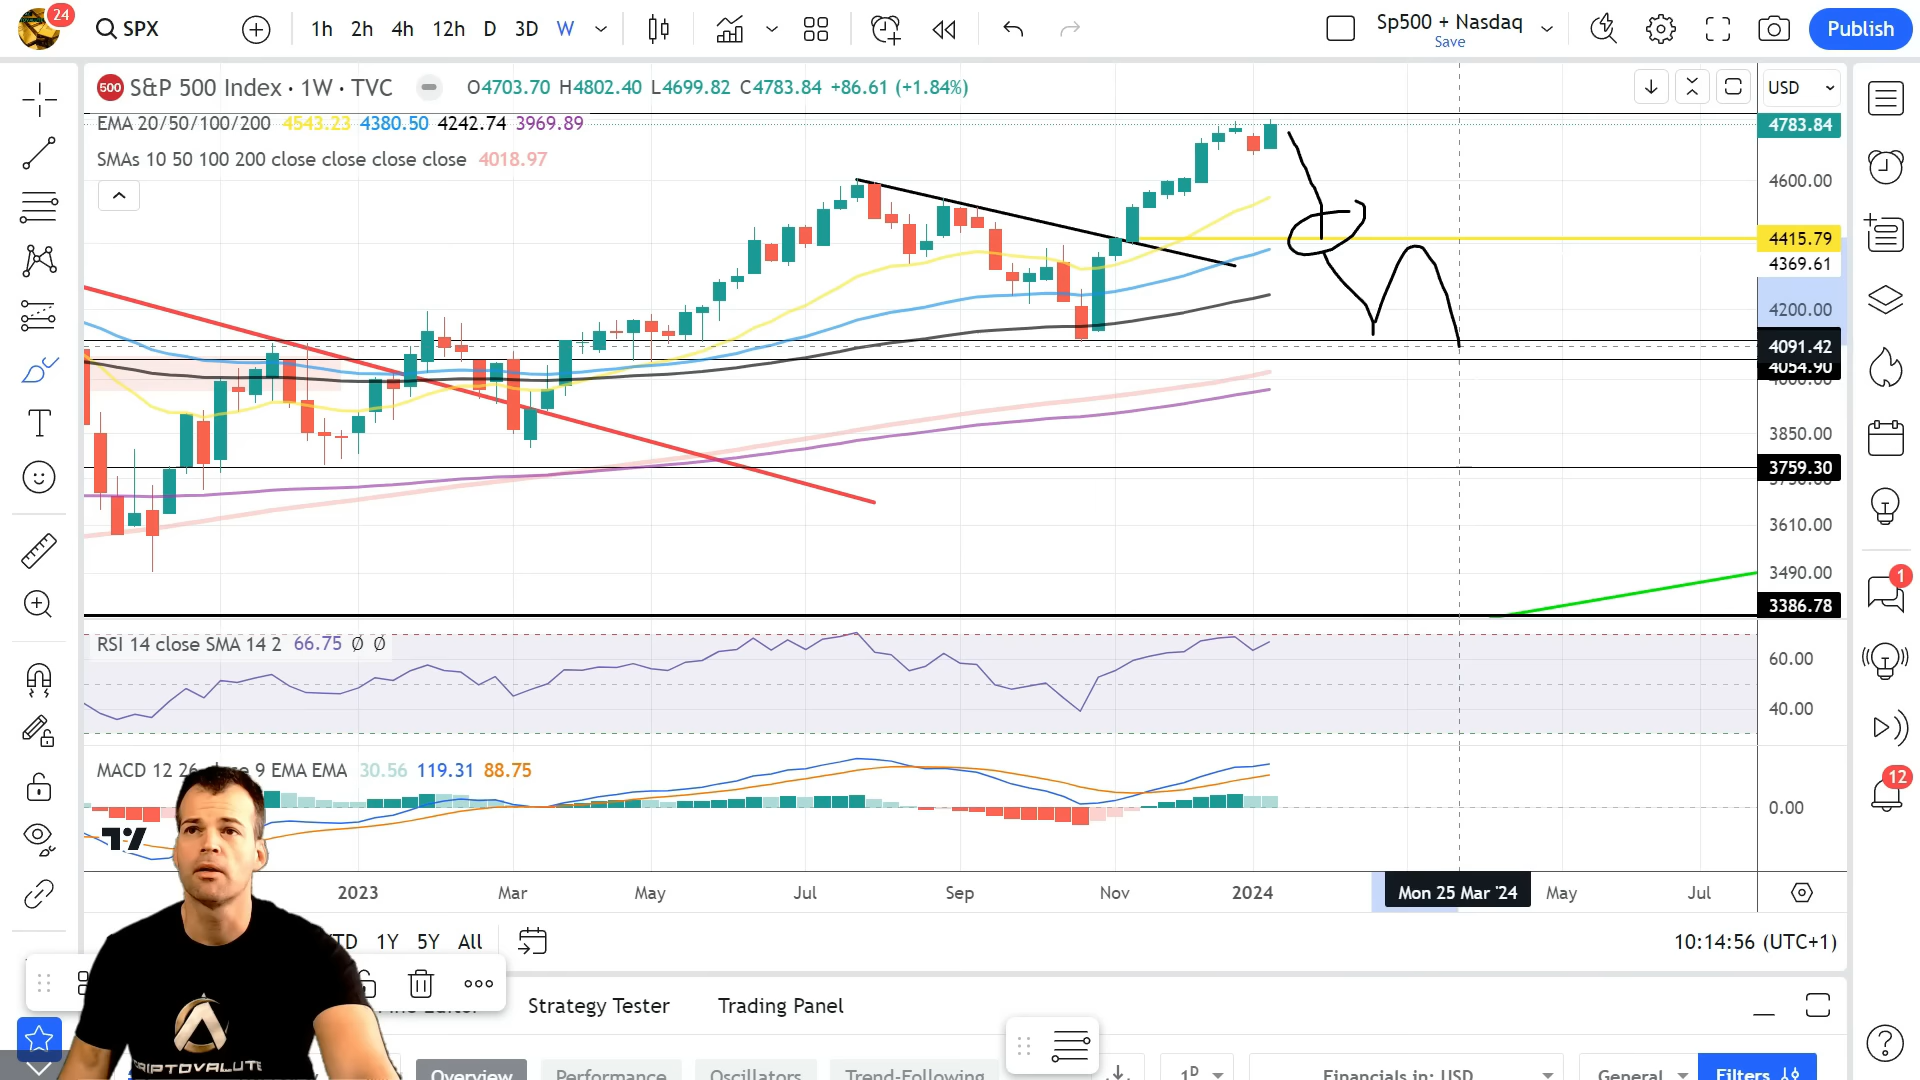 24
SPX
1h 2h 4h 12h D 3D W
Sp500 + Nasdaq
Save
Publish
500 S&P 500 Index · 1W · TVC O4703.70 H4802.40 L4699.82 C4783.84 +86.61 (+1.84%)
USD
EMA 20/50/100/200 4543.23 4380.50 4242.74 3969.89
4783.84
SMAs 10 50 100 200 close close close close 4018.97
4600.00
4415.79
4369.61
4200.00
4091.42
4054.90
4000.00
3850.00
3759.30
3610.00
3490.00
3386.78
1
RSI 14 close SMA 14 2 66.75 Ø Ø
60.00
40.00
MACD 12 26 9 EMA EMA 30.56 119.31 88.75
12
0.00
2023 Mar May Jul Sep Nov 2024 Mon 25 Mar '24 May Jul
1Y 5Y All
10:14:56 (UTC+1)
Strategy Tester Trading Panel
CRIPTOVALUTE
Overview Performance Oscillators Trend-Following
1D
Financials in: USD
General
Filters